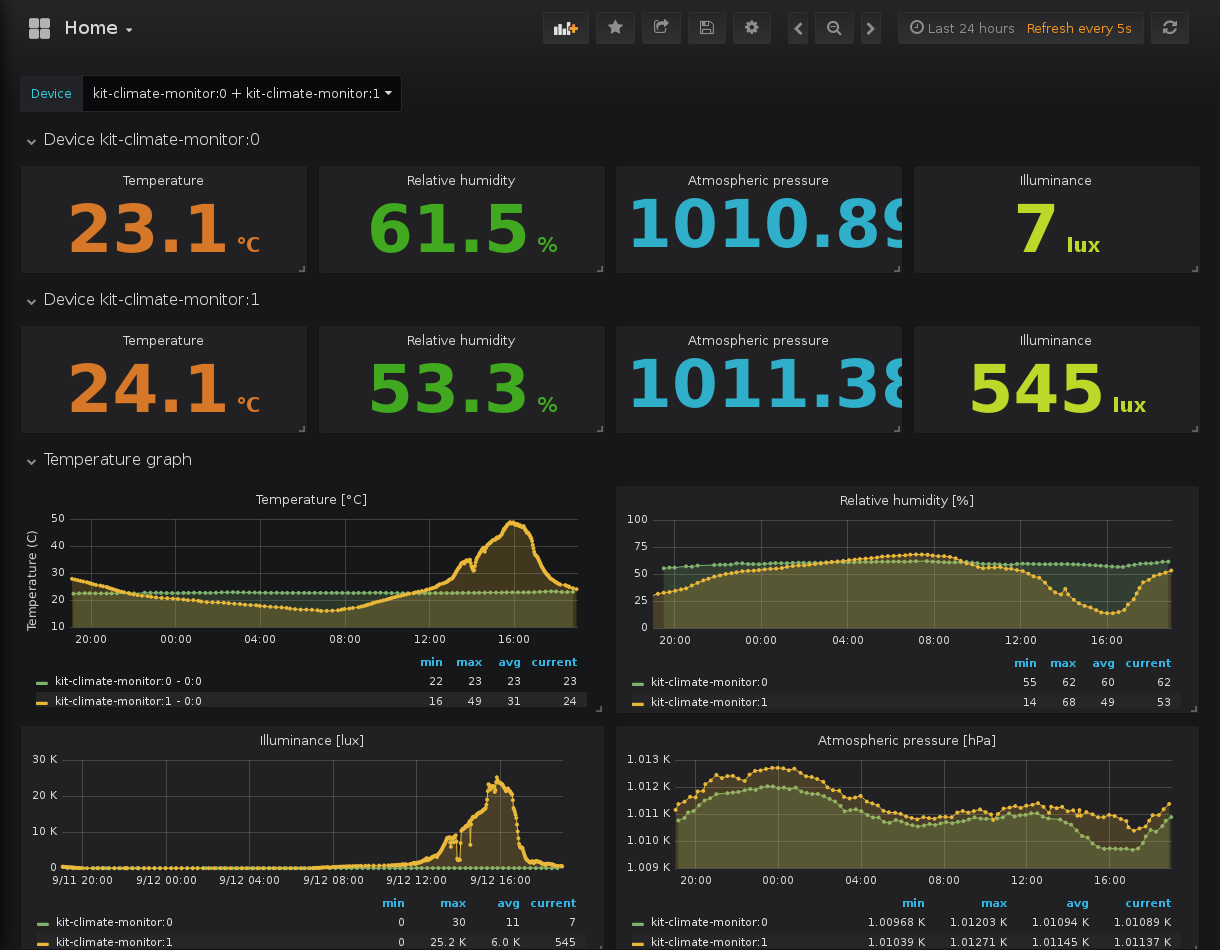 Home
Last 24 hours Refresh every 5s
Device kit-climate-monitor:0 + kit-climate-monitor:1
Device kit-climate-monitor:0
Temperature Relative humidity Atmospheric pressure Illuminance
23.1 °C 61.5 % 1010.89 7 lux
Device kit-climate-monitor:1
Temperature Relative humidity Atmospheric pressure Illuminance
24.1 °C 53.3 % 1011.38 545 lux
Temperature graph
Temperature [°C]
Temperature (C)
50
40
30
20
10
20:00 00:00 04:00 08:00 12:00 16:00
min max avg current
kit-climate-monitor:0 - 0:0 22 23 23 23
kit-climate-monitor:1 - 0:0 16 49 31 24
Relative humidity [%]
100
75
50
25
0
20:00 00:00 04:00 08:00 12:00 16:00
min max avg current
kit-climate-monitor:0 55 62 60 62
kit-climate-monitor:1 14 68 49 53
Illuminance [lux]
30 K
20 K
10 K
0
9/11 20:00 9/12 00:00 9/12 04:00 9/12 08:00 9/12 12:00 9/12 16:00
min max avg current
kit-climate-monitor:0 0 30 11 7
kit-climate-monitor:1 0 25.2 K 6.0 K 545
Atmospheric pressure [hPa]
1.013 K
1.012 K
1.011 K
1.010 K
1.009 K
20:00 00:00 04:00 08:00 12:00 16:00
min max avg current
kit-climate-monitor:0 1.00968 K 1.01203 K 1.01094 K 1.01089 K
kit-climate-monitor:1 1.01039 K 1.01271 K 1.01145 K 1.01137 K